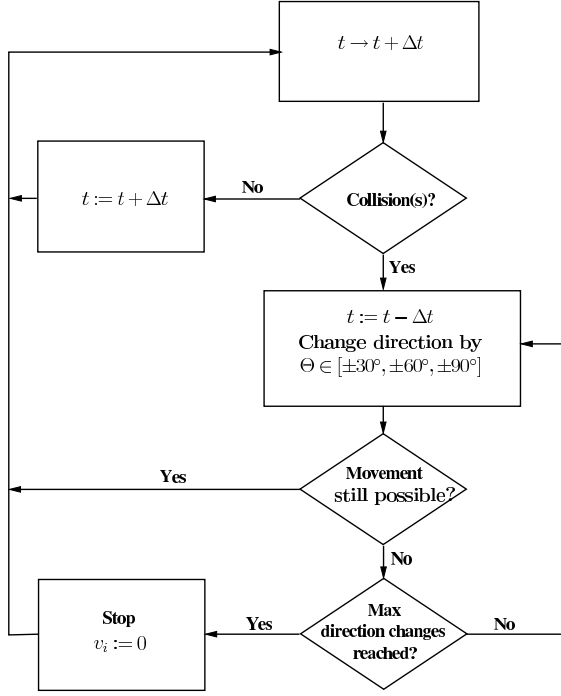 t → t + Δt
Collision(s)?
No
t := t + Δt
Yes
t := t − Δt
Change direction by
Θ ∈ [±30°, ±60°, ±90°]
Movement
still possible?
Yes
No
Max
direction changes
reached?
Yes
No
Stop
v_i := 0